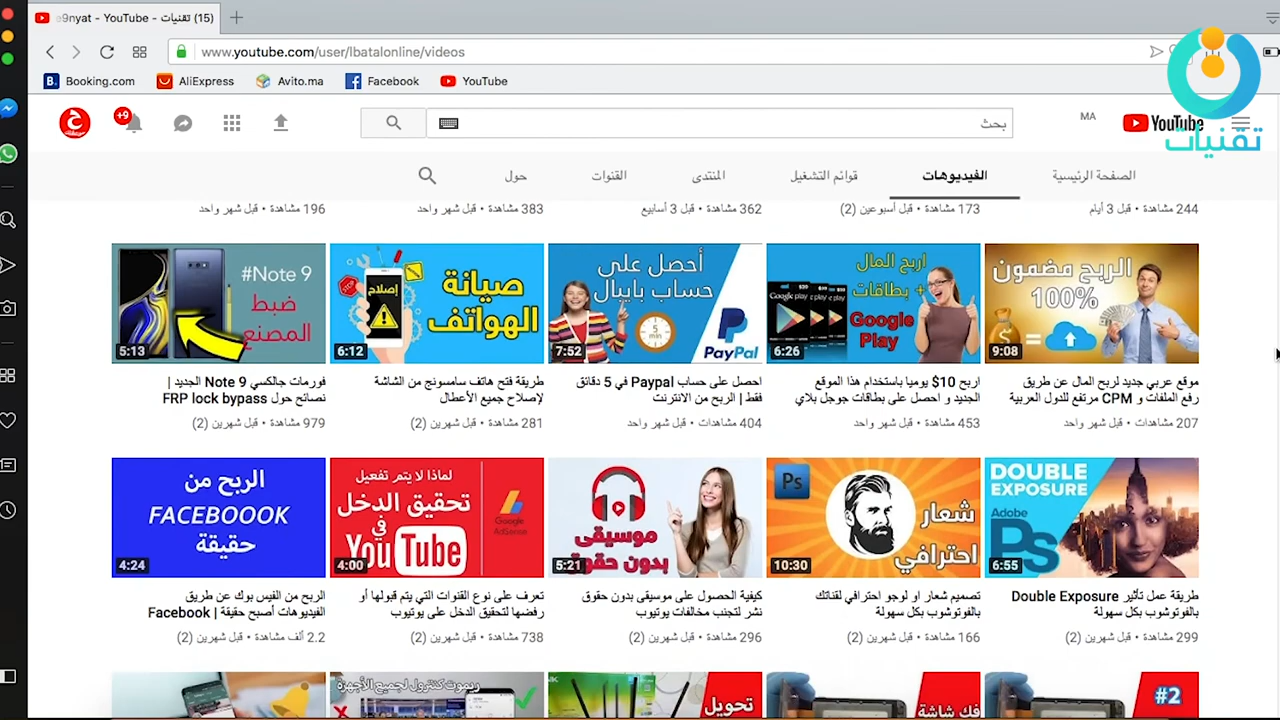 (15) تقنيات - YouTube - e9nyat
www.youtube.com/user/lbatalonline/videos
Booking.com
AliExpress
Avito.ma
Facebook
YouTube
+9
بحث
MA
YouTube
تقنيات
الصفحة الرئيسية
الفيديوهات
قوائم التشغيل
المنتدى
القنوات
حول
244 مشاهدة • قبل 3 أيام
173 مشاهدة • قبل أسبوعين (2)
362 مشاهدة • قبل 3 أسابيع
383 مشاهدة • قبل شهر واحد
196 مشاهدة • قبل شهر واحد
الربح مضمون
100%
9:08
اربح المال
+ بطاقات
Google
Play
6:26
أحصل على
حساب بايبال
5
min
PayPal
7:52
صيانة
الهواتف
إصلاح
STOP
6:12
#Note 9
ضبط
المصنع
5:13
موقع عربي جديد لربح المال عن طريق
رفع الملفات و CPM مرتفع للدول العربية
207 مشاهدات • قبل شهر واحد
اربح 10$ يوميا باستخدام هذا الموقع
الجديد و احصل على بطاقات جوجل بلاي
453 مشاهدة • قبل شهر واحد
احصل على حساب Paypal في 5 دقائق
فقط | الربح من الانترنت
404 مشاهدات • قبل شهر واحد
طريقة فتح هاتف سامسونج من الشاشة
لإصلاح جميع الأعطال
281 مشاهدة • قبل شهرين (2)
فورمات جالكسي Note 9 الجديد |
نصائح حول FRP lock bypass
979 مشاهدة • قبل شهرين (2)
DOUBLE
EXPOSURE
Adobe
Ps
6:55
Ps
شعار
احترافي
10:30
موسيقى
بدون حقوق
5:21
لماذا لا يتم تفعيل
تحقيق الدخل
في
YouTube
Google
AdSense
4:00
الربح من
FACEBOOOK
حقيقة
4:24
طريقة عمل تأثير Double Exposure
بالفوتوشوب بكل سهولة
299 مشاهدة • قبل شهرين (2)
تصميم شعار او لوجو احترافي لقناتك
بالفوتوشوب بكل سهولة
166 مشاهدة • قبل شهرين (2)
كيفية الحصول على موسيقى بدون حقوق
نشر لتجنب مخالفات يوتيوب
296 مشاهدة • قبل شهرين (2)
تعرف على نوع القنوات التي يتم قبولها أو
رفضها لتحقيق الدخل على يوتيوب
738 مشاهدة • قبل شهرين (2)
الربح من الفيس بوك عن طريق
الفيديوهات أصبح حقيقة | Facebook
2.2 ألف مشاهدة • قبل شهرين (2)
#2
فك شاشة
تحويل
ريموت كنترول لجميع الأجهزة